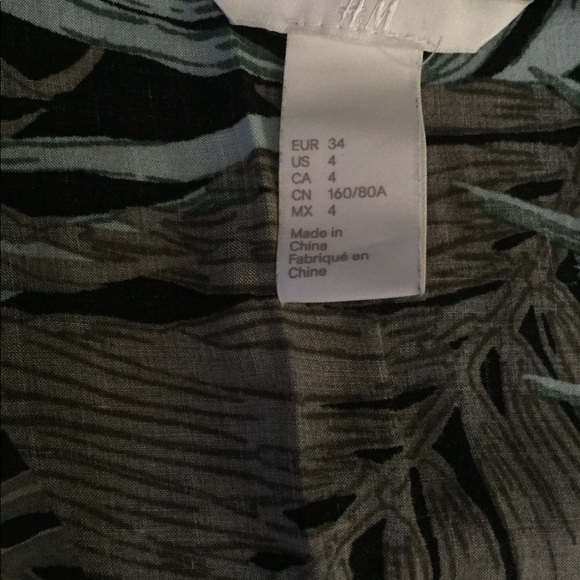 H&M
EUR 34
US 4
CA 4
CN 160/80A
MX 4
Made in
China
Fabriqué en
Chine